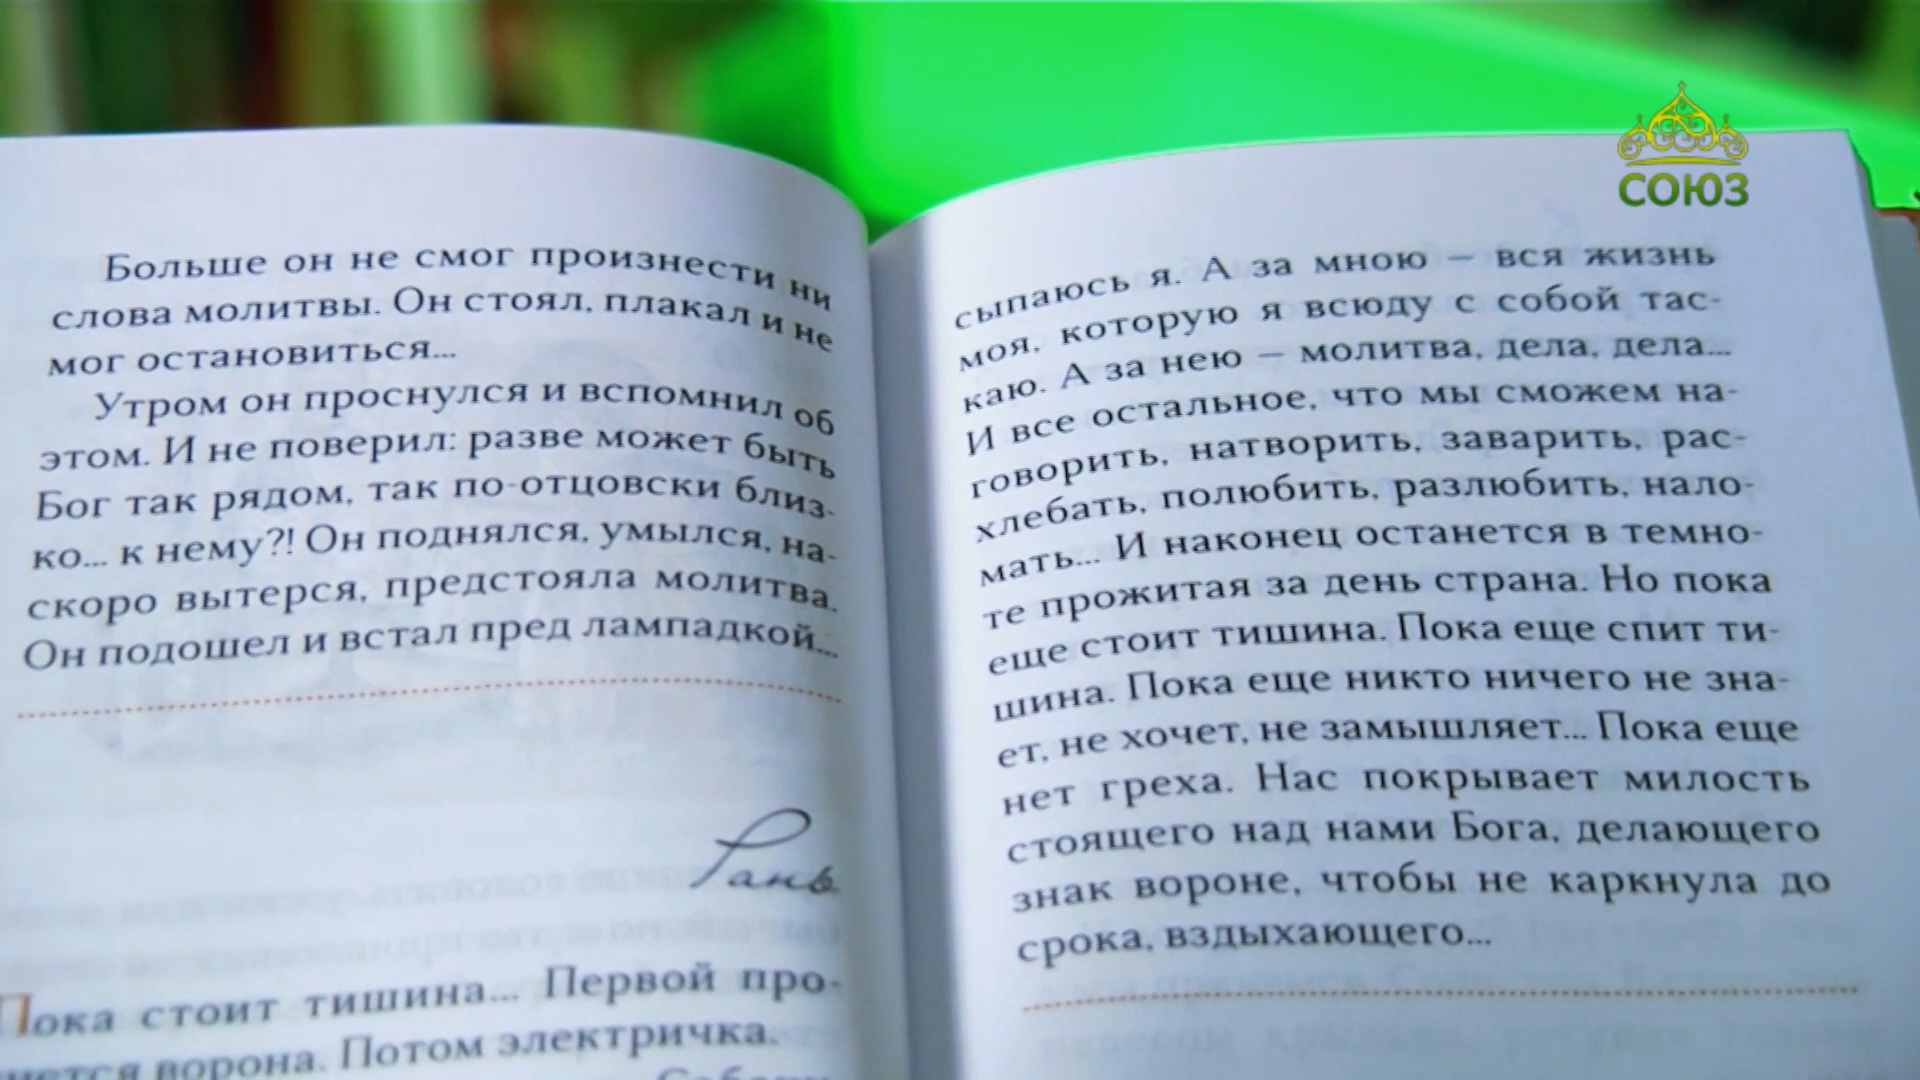 Больше он не смог произнести ни
слова молитвы. Он стоял, плакал и не
мог остановиться...
Утром он проснулся и вспомнил об
этом. И не поверил: разве может быть
Бог так рядом, так по-отцовски близ-
ко... к нему?! Он поднялся, умылся, на-
скоро вытерся, предстояла молитва.
Он подошел и встал пред лампадкой...
Рань
Пока стоит тишина... Первой про-
ворона. Потом электричка.
сыпаюсь я. А за мною — вся жизнь
моя, которую я всюду с собой тас-
каю. А за нею — молитва, дела, дела...
И все остальное, что мы сможем на-
говорить, натворить, заварить, рас-
хлебать, полюбить, разлюбить, нало-
мать... И наконец останется в темно-
те прожитая за день страна. Но пока
еще стоит тишина. Пока еще спит ти-
шина. Пока еще никто ничего не зна-
ет, не хочет, не замышляет... Пока еще
нет греха. Нас покрывает милость
стоящего над нами Бога, делающего
знак вороне, чтобы не каркнула до
срока, вздыхающего...
СОЮЗ